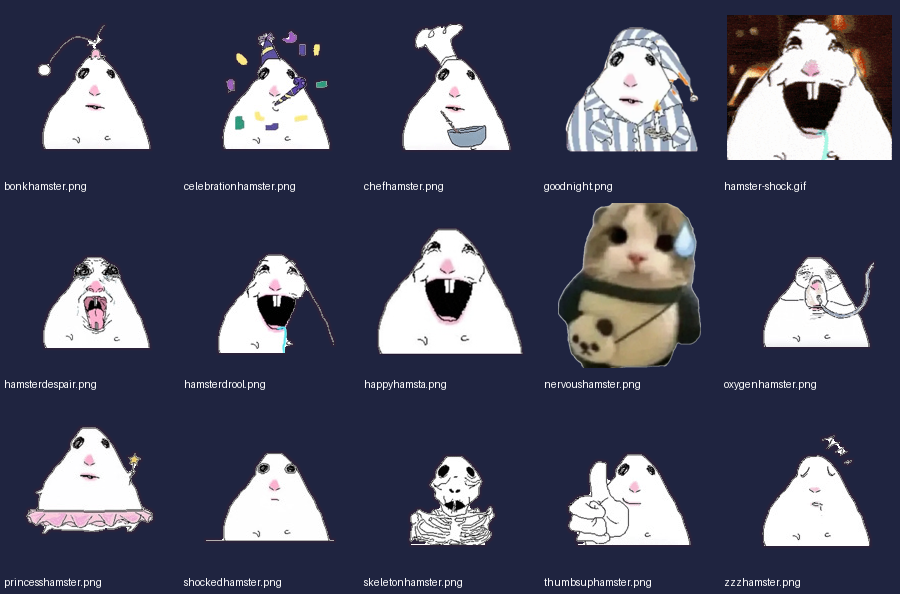 bonkhamster.png
celebrationhamster.png
chefhamster.png
goodnight.png
hamster-shock.gif
hamsterdespair.png
hamsterdrool.png
happyhamsta.png
nervoushamster.png
oxygenhamster.png
princesshamster.png
shockedhamster.png
skeletonhamster.png
thumbsuphamster.png
zzzhamster.png